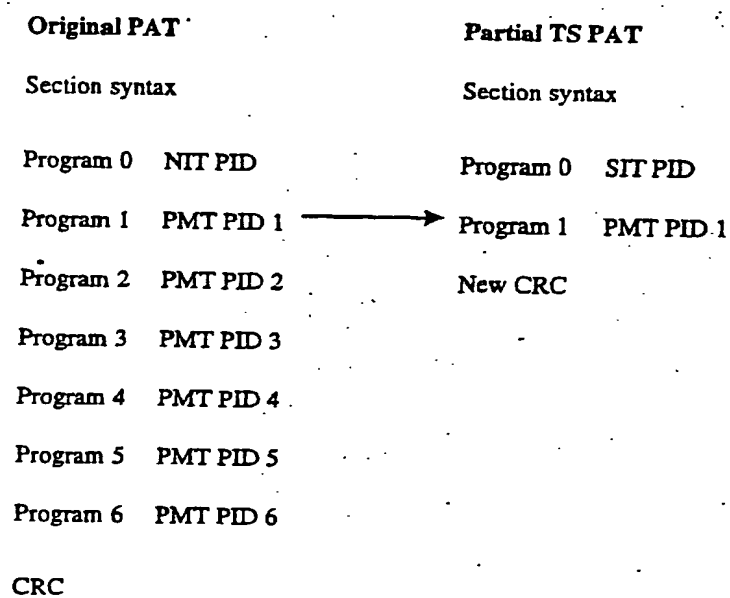 Original PAT
Section syntax
Program 0 NIT PID
Program 1 PMT PID 1
Program 2 PMT PID 2
Program 3 PMT PID 3
Program 4 PMT PID 4
Program 5 PMT PID 5
Program 6 PMT PID 6
CRC
Partial TS PAT
Section syntax
Program 0 SIT PID
Program 1 PMT PID 1
New CRC